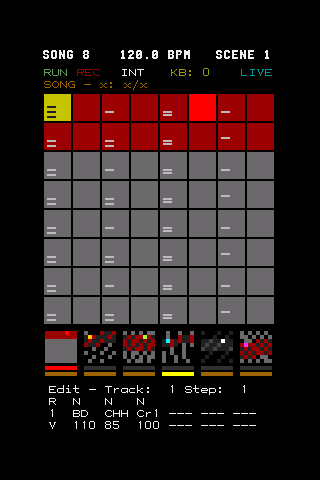 SONG 8 120.0 BPM SCENE 1
RUN REC INT KB: 0 LIVE
SONG - x: x/x
Edit - Track: 1 Step: 1
R N N N
1 BD CHH Cr1 --- --- ---
V 110 85 100 --- --- ---